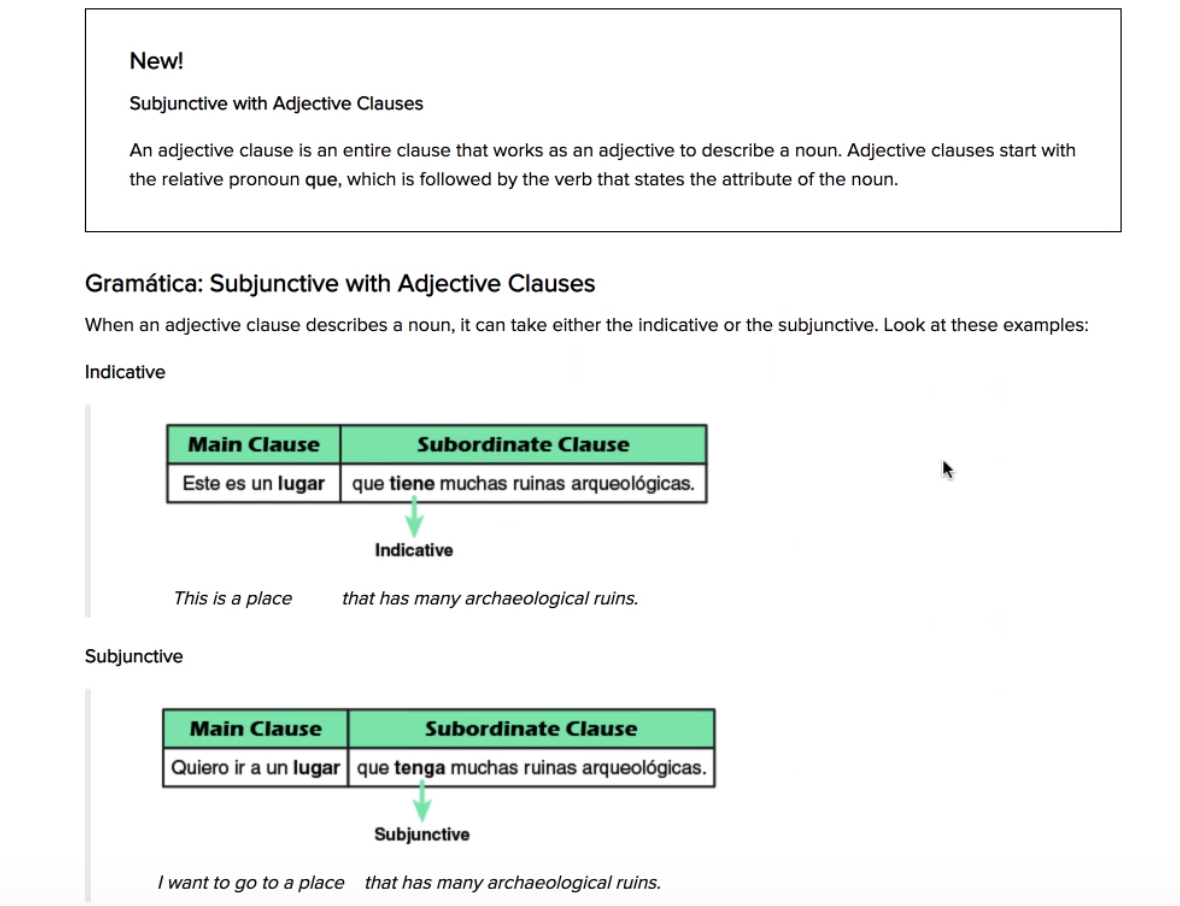 New!
Subjunctive with Adjective Clauses
An adjective clause is an entire clause that works as an adjective to describe a noun. Adjective clauses start with
the relative pronoun que, which is followed by the verb that states the attribute of the noun.
Gramática: Subjunctive with Adjective Clauses
When an adjective clause describes a noun, it can take either the indicative or the subjunctive. Look at these examples:
Indicative
Main Clause Subordinate Clause
Este es un lugar que tiene muchas ruinas arqueológicas.
Indicative
This is a place that has many archaeological ruins.
Subjunctive
Main Clause Subordinate Clause
Quiero ir a un lugar que tenga muchas ruinas arqueológicas.
Subjunctive
I want to go to a place that has many archaeological ruins.